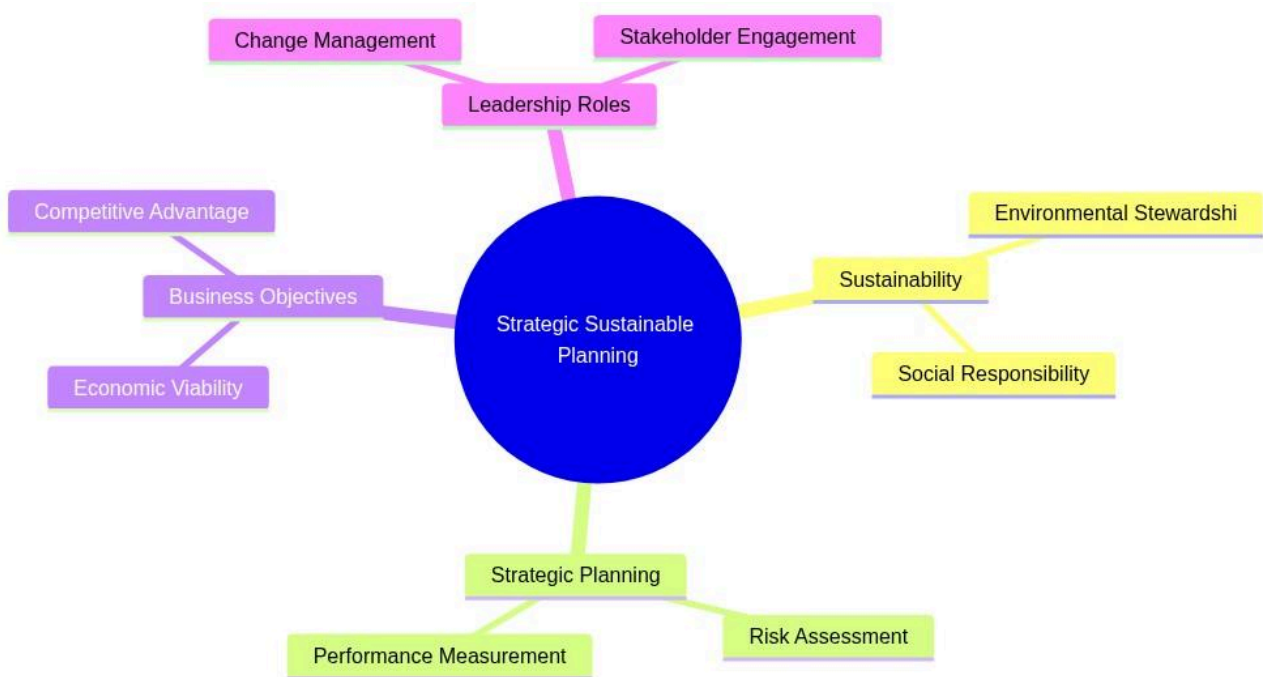 Change Management
Stakeholder Engagement
Leadership Roles
Competitive Advantage
Business Objectives
Economic Viability
Strategic Sustainable
Planning
Environmental Stewardshi
Sustainability
Social Responsibility
Strategic Planning
Performance Measurement
Risk Assessment